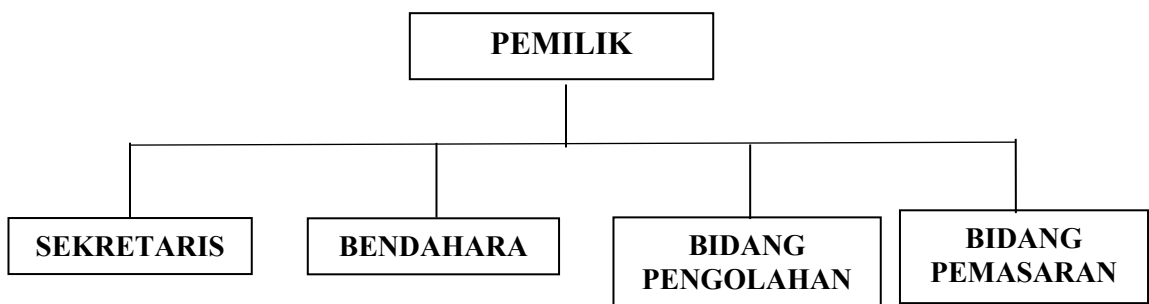 PEMILIK
SEKRETARIS
BENDAHARA
BIDANG
PENGOLAHAN
BIDANG
PEMASARAN